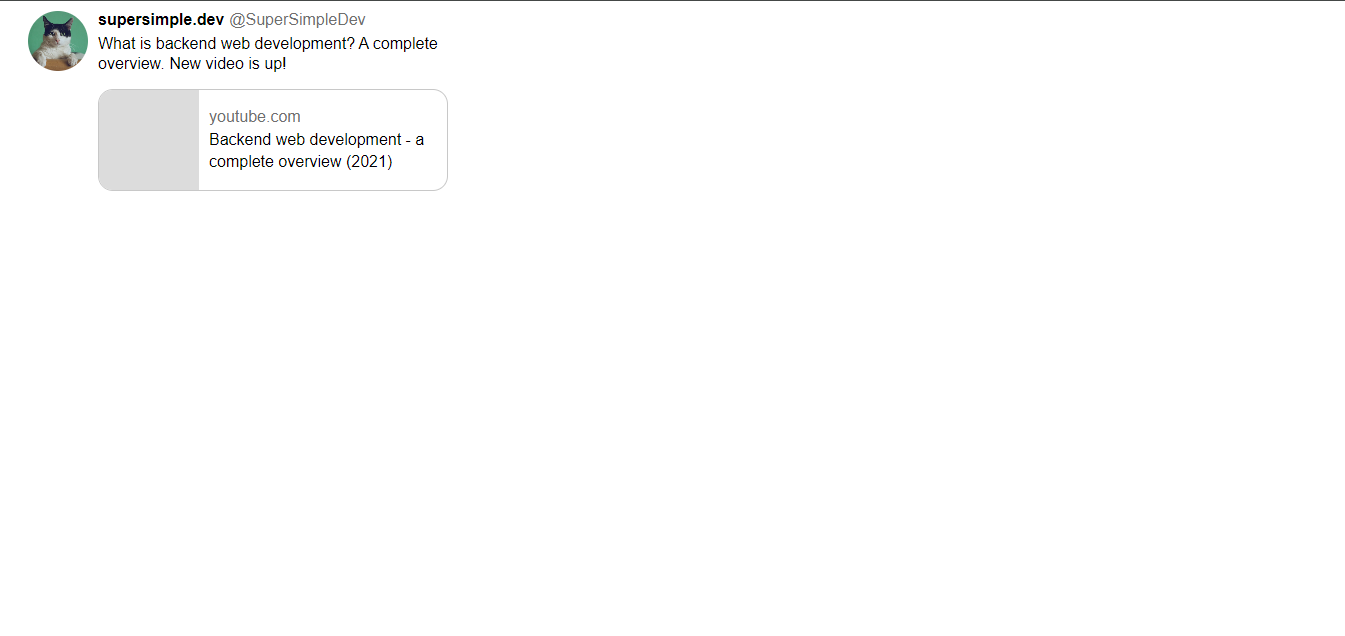 supersimple.dev @SuperSimpleDev
What is backend web development? A complete
overview. New video is up!
youtube.com
Backend web development - a
complete overview (2021)